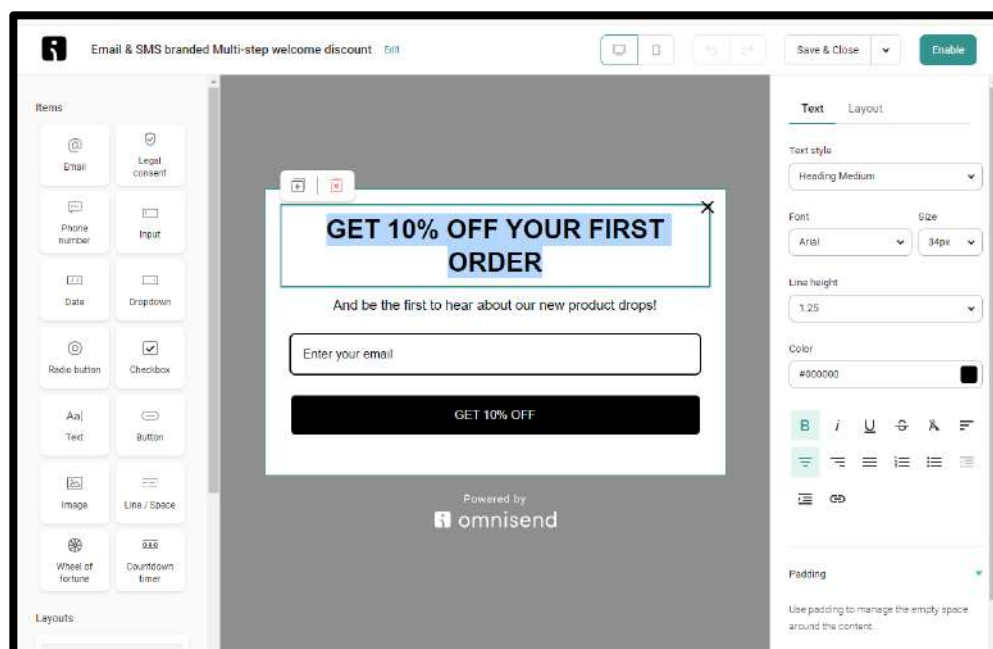 Email & SMS branded Multi-step welcome discount Edit
Save & Close
Enable
Items
Email
Legal
consent
Phone
number
Input
Date
Dropdown
Radio button
Checkbox
Aa|
Text
Button
Image
Line / Space
Wheel of
fortune
Countdown
timer
Layouts
GET 10% OFF YOUR FIRST
ORDER
And be the first to hear about our new product drops!
Enter your email
GET 10% OFF
Powered by
omnisend
Text Layout
Text style
Heading Medium
Font Size
Arial 34px
Line height
1.25
Color
#000000
B i U S A
Padding
Use padding to manage the empty space
around the content.